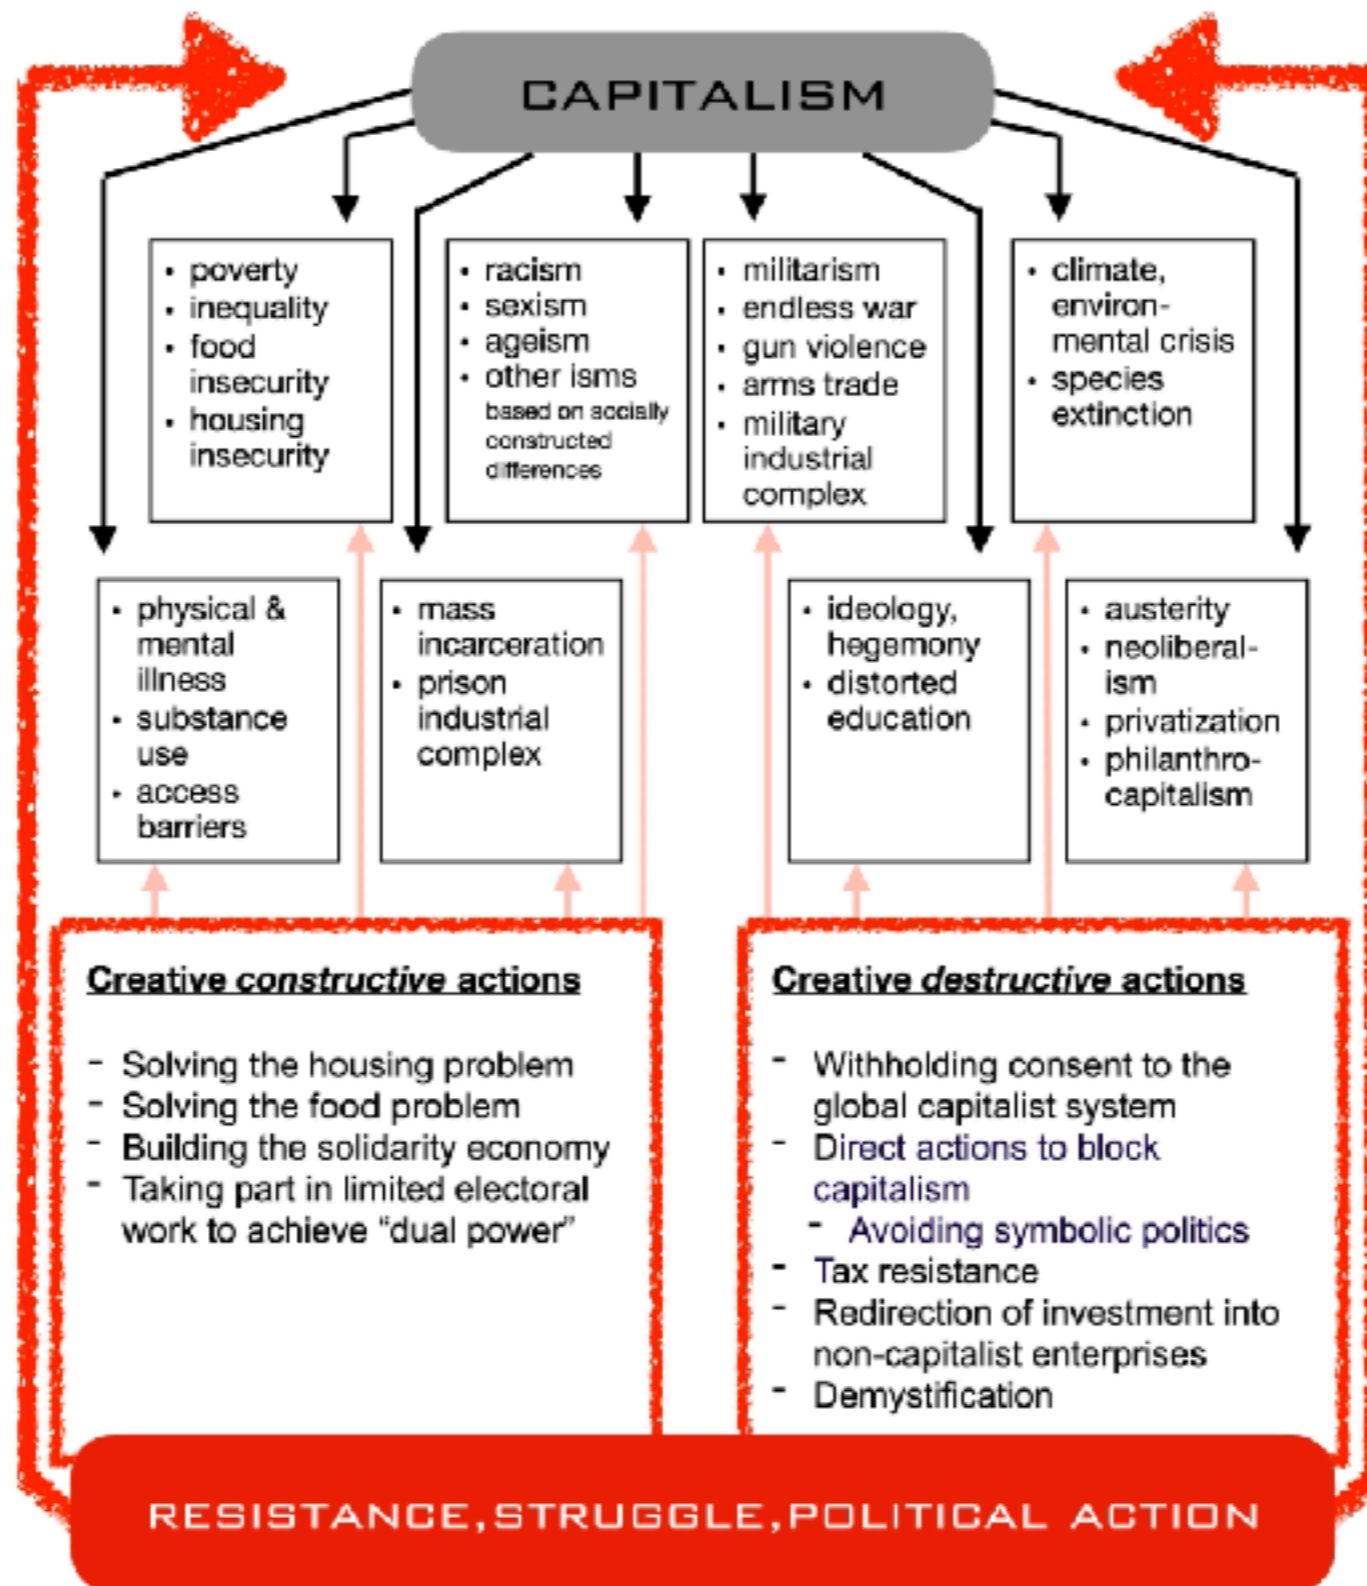 CAPITALISM
• poverty
• inequality
• food
insecurity
• housing
insecurity
• racism
• sexism
• ageism
• other isms
based on socially
constructed
differences
• militarism
• endless war
• gun violence
• arms trade
• military
industrial
complex
• climate,
environ-
mental crisis
• species
extinction
• physical &
mental
illness
• substance
use
• access
barriers
• mass
incarceration
• prison
industrial
complex
• ideology,
hegemony
• distorted
education
• austerity
• neoliberal-
ism
• privatization
• philanthro-
capitalism
Creative constructive actions
- Solving the housing problem
- Solving the food problem
- Building the solidarity economy
- Taking part in limited electoral
work to achieve “dual power”
Creative destructive actions
- Withholding consent to the
global capitalist system
- Direct actions to block
capitalism
- Avoiding symbolic politics
- Tax resistance
- Redirection of investment into
non-capitalist enterprises
- Demystification
RESISTANCE,STRUGGLE,POLITICAL ACTION